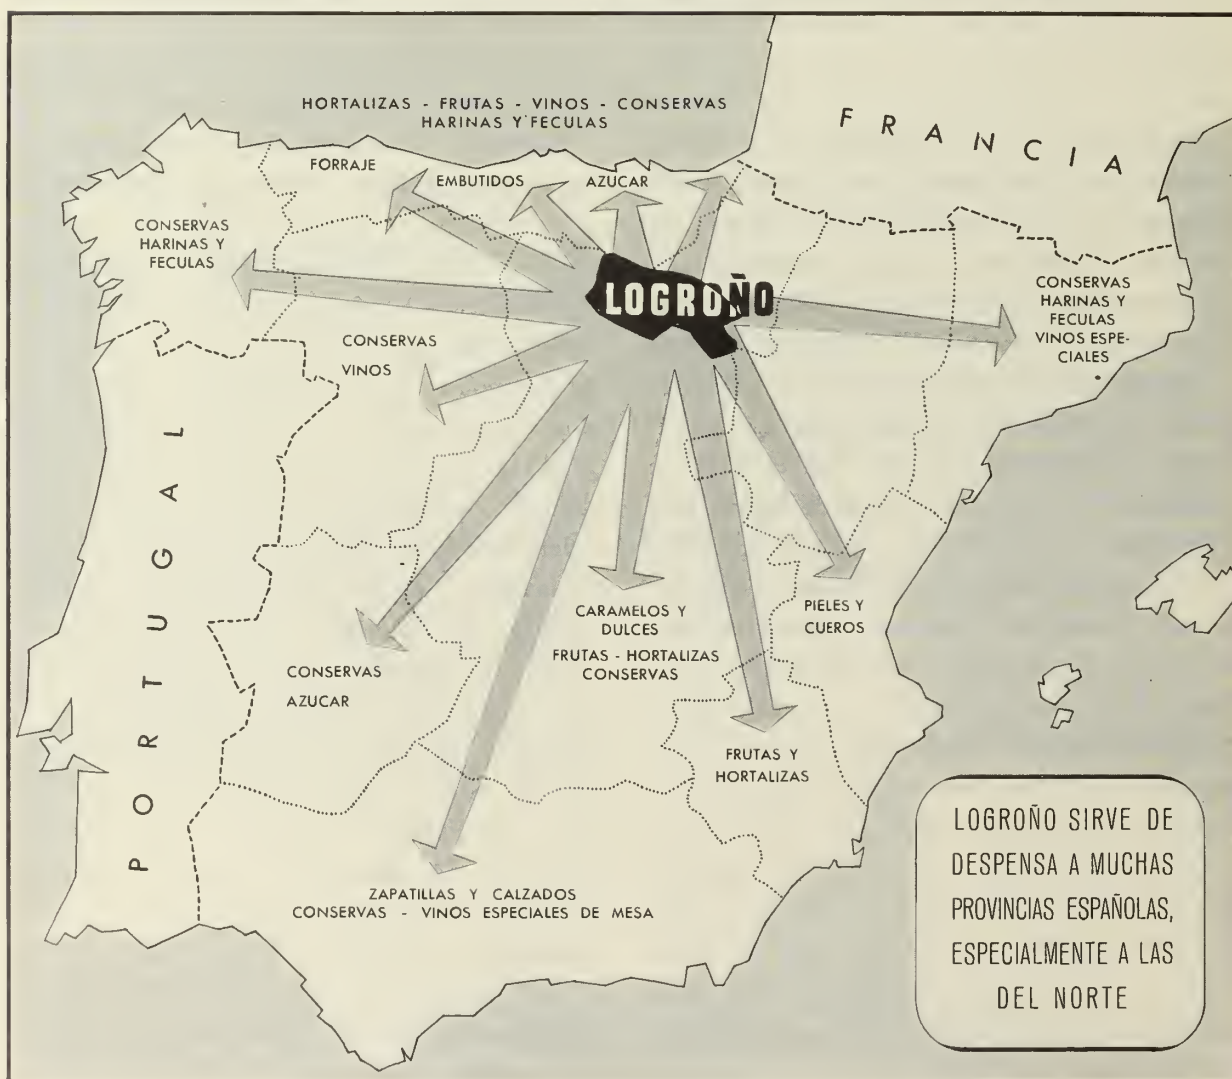 HORTALIZAS - FRUTAS - VINOS - CONSERVAS
HARINAS Y FECULAS
FRANCIA
FORRAJE
EMBUTIDOS
AZUCAR
CONSERVAS
HARINAS Y
FECULAS
LOGROÑO
CONSERVAS
HARINAS Y
FECULAS
VINOS ESPE-
CIALES
CONSERVAS
VINOS
PORTUGAL
CARAMELOS Y
DULCES
FRUTAS - HORTALIZAS
CONSERVAS
PIELES Y
CUEROS
CONSERVAS
AZUCAR
FRUTAS Y
HORTALIZAS
ZAPATILLAS Y CALZADOS
CONSERVAS - VINOS ESPECIALES DE MESA
LOGROÑO SIRVE DE
DESPENSA A MUCHAS
PROVINCIAS ESPAÑOLAS,
ESPECIALMENTE A LAS
DEL NORTE